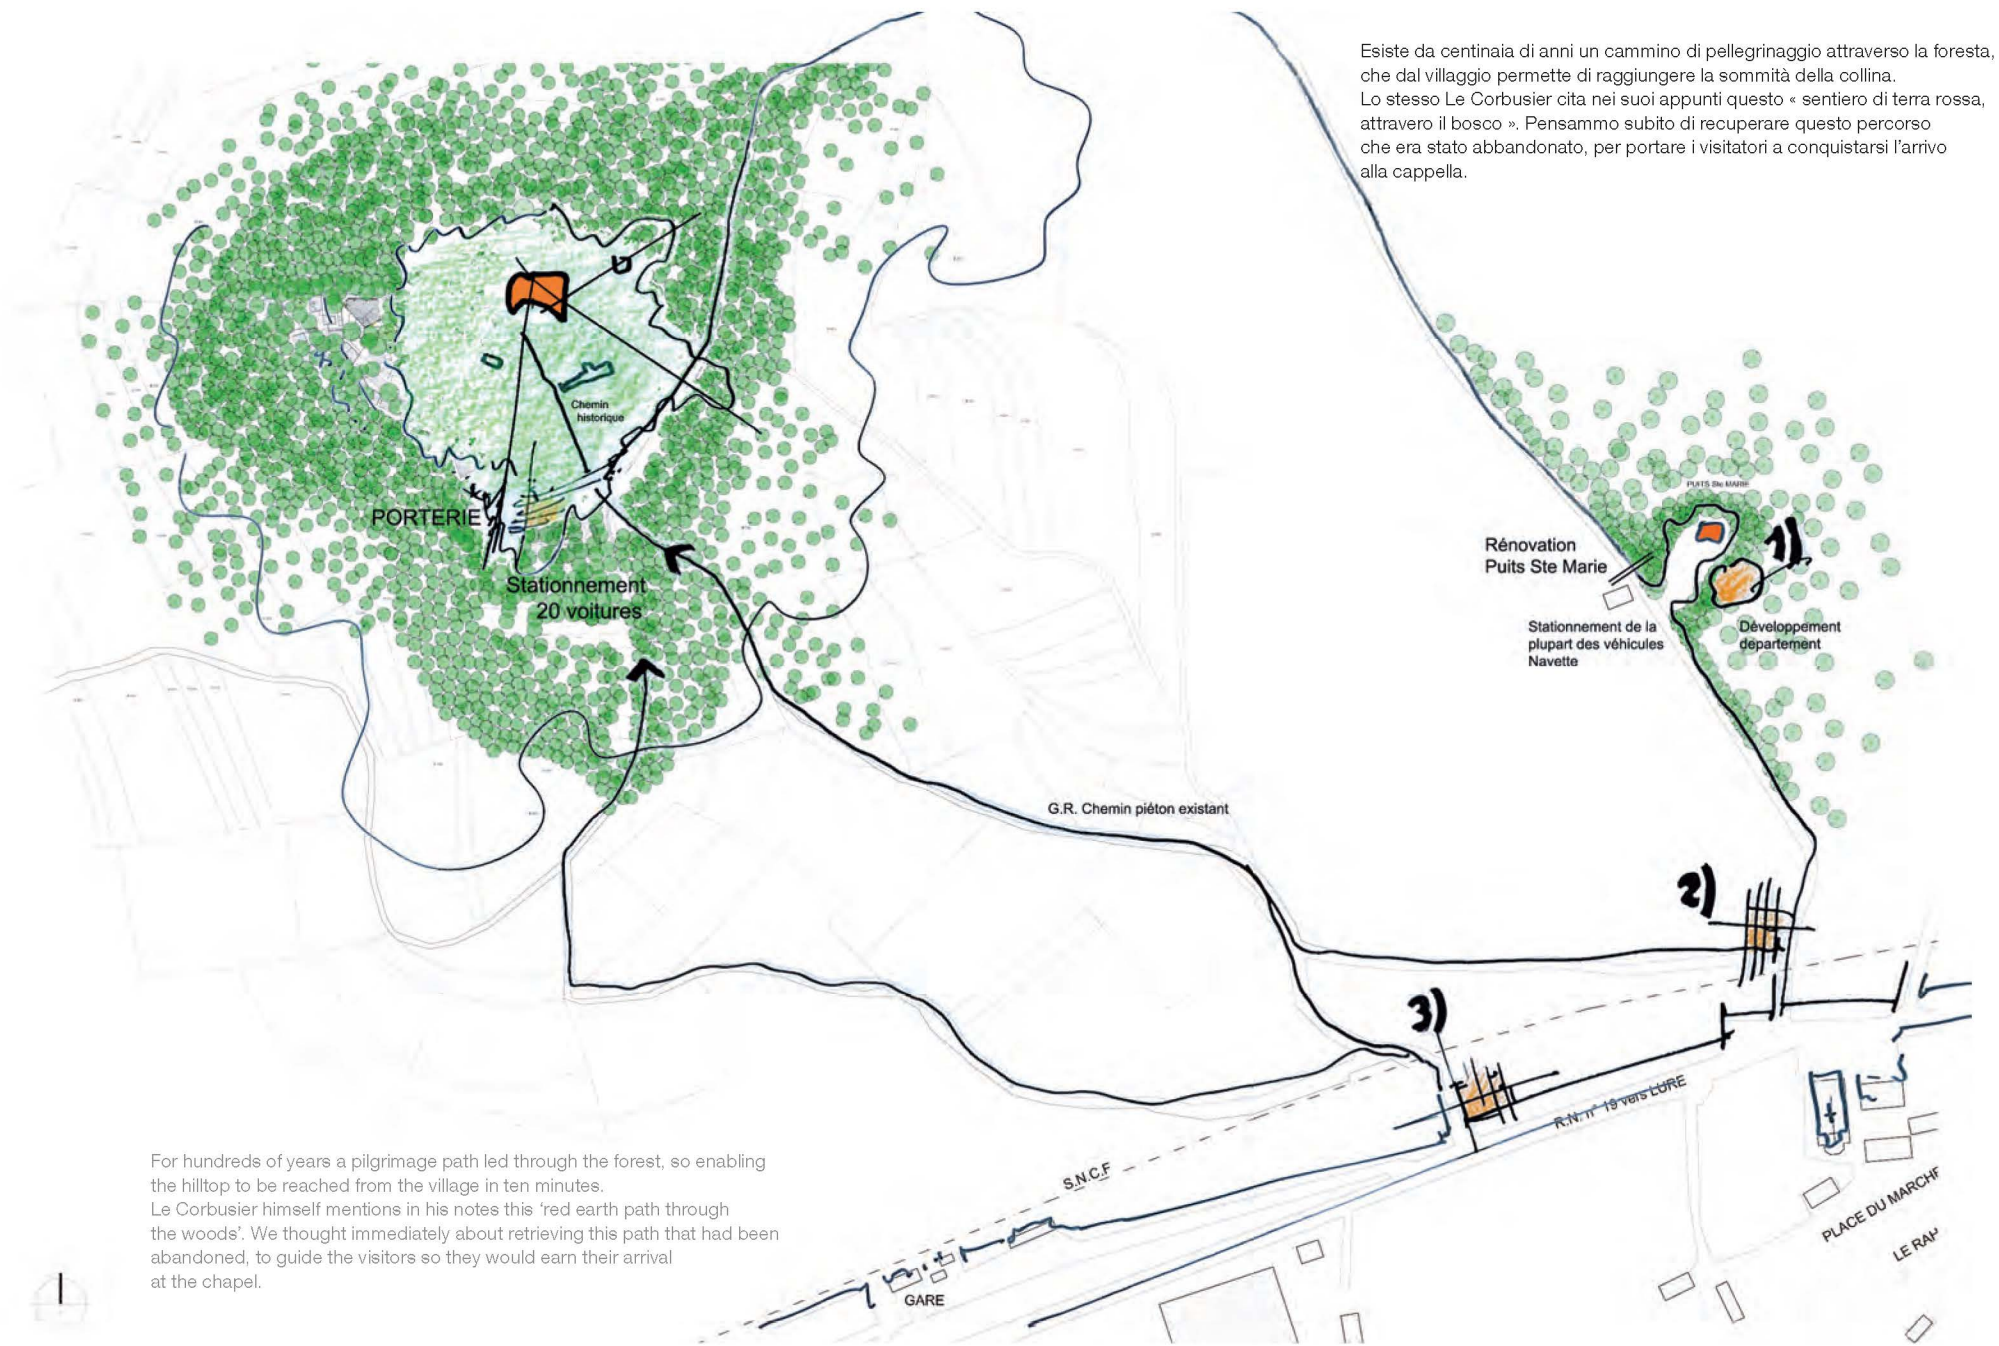 Esiste da centinaia di anni un cammino di pellegrinaggio attraverso la foresta,
che dal villaggio permette di raggiungere la sommità della collina.
Lo stesso Le Corbusier cita nei suoi appunti questo « sentiero di terra rossa,
attravero il bosco ». Pensammo subito di recuperare questo percorso
che era stato abbandonato, per portare i visitatori a conquistarsi l'arrivo
alla cappella.
Chemin
historique
PORTERIE
Stationnement
20 voitures
PUITS Ste MARIE
1)
Rénovation
Puits Ste Marie
Stationnement de la
plupart des véhicules
Navette
Développement
departement
G.R. Chemin piéton existant
2)
3)
R.N. n° 19 vers LURE
S.N.C.F
GARE
PLACE DU MARCHE
LE RAP
For hundreds of years a pilgrimage path led through the forest, so enabling
the hilltop to be reached from the village in ten minutes.
Le Corbusier himself mentions in his notes this 'red earth path through
the woods'. We thought immediately about retrieving this path that had been
abandoned, to guide the visitors so they would earn their arrival
at the chapel.